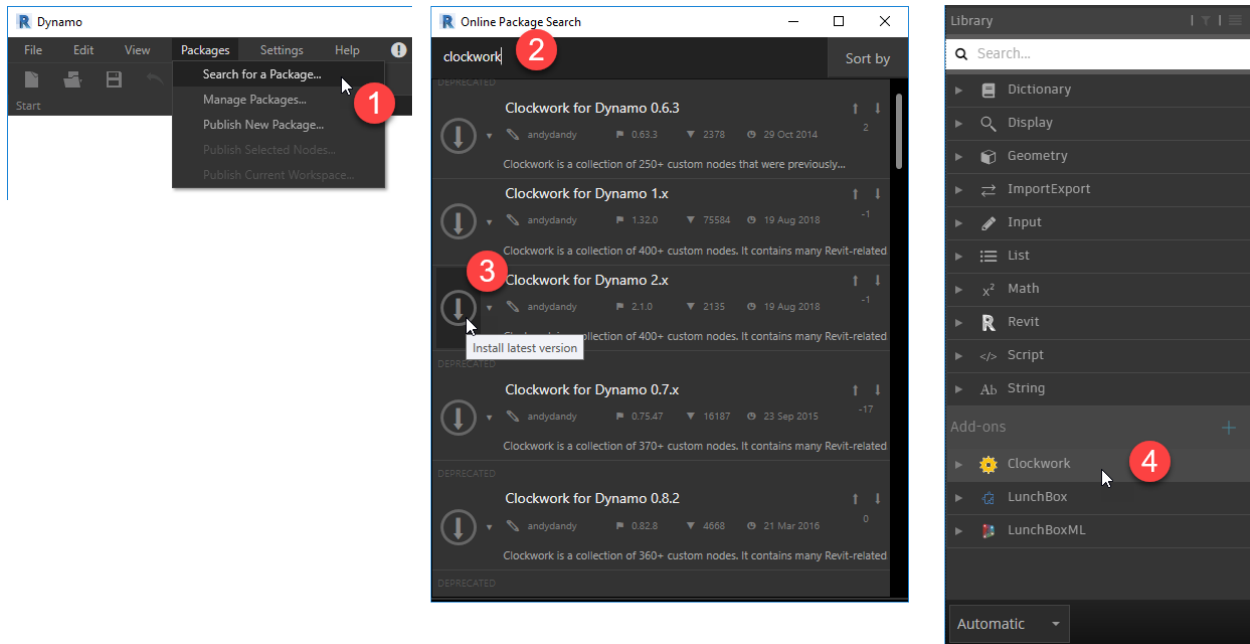 Dynamo
File Edit View Packages Settings Help
Search for a Package...
Manage Packages...
Publish New Package...
Publish Selected Nodes...
Publish Current Workspace...
Start
1
Online Package Search
clockwork
2
Sort by
DEPRECATED
Clockwork for Dynamo 0.6.3
andydandy 0.63.3 2378 29 Oct 2014 2
Clockwork is a collection of 250+ custom nodes that were previously...
Clockwork for Dynamo 1.x
andydandy 1.32.0 75584 19 Aug 2018 -1
Clockwork is a collection of 400+ custom nodes. It contains many Revit-related
3
Clockwork for Dynamo 2.x
andydandy 2.1.0 2135 19 Aug 2018 -1
collection of 400+ custom nodes. It contains many Revit-related
Install latest version
DEPRECATED
Clockwork for Dynamo 0.7.x
andydandy 0.75.47 16187 23 Sep 2015 -17
Clockwork is a collection of 370+ custom nodes. It contains many Revit-related
DEPRECATED
Clockwork for Dynamo 0.8.2
andydandy 0.82.8 4668 21 Mar 2016 0
Clockwork is a collection of 360+ custom nodes. It contains many Revit-related
DEPRECATED
Library
Search...
Dictionary
Display
Geometry
ImportExport
Input
List
x² Math
R Revit
</> Script
Ab String
Add-ons
Clockwork
4
LunchBox
LunchBoxML
Automatic